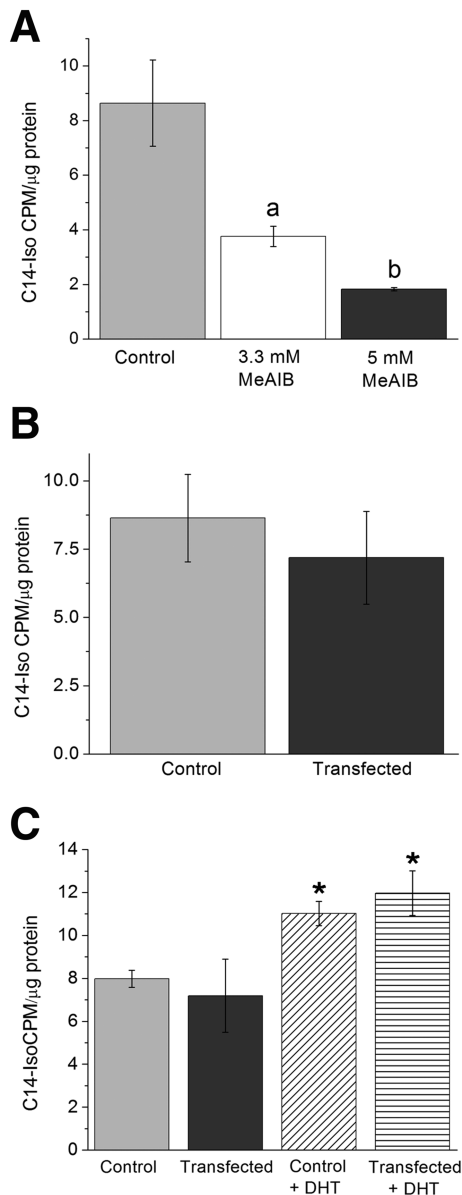 A
C14-Iso CPM/µg protein
10
8
6
4
2
0
a
b
Control
3.3 mM
MeAIB
5 mM
MeAIB
B
C14-Iso CPM/µg protein
10.0
7.5
5.0
2.5
0.0
Control
Transfected
C
C14-IsoCPM/µg protein
14
12
10
8
6
4
2
0
*
*
Control
Transfected
Control
+ DHT
Transfected
+ DHT